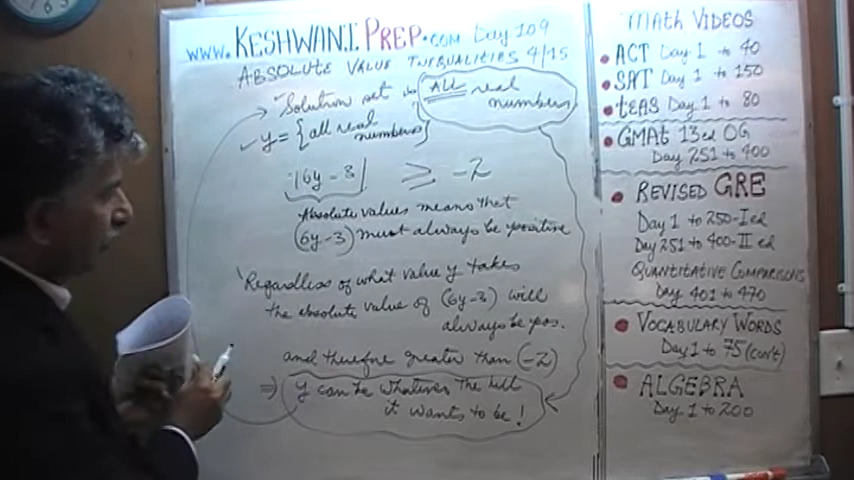 www.KESHWANIPREP.COM Day 109
ABSOLUTE VALUE INEQUALITIES 4/15
Solution set is ALL real
numbers
y = {all real
numbers}
|6y - 3| ≥ -2
Absolute values means that
(6y-3) must always be positive
Regardless of what value y takes
the absolute value of (6y-3) will
always be pos.
and therefore greater than (-2)
⇒ y can be whatever the hell
it wants to be!
Math VIDEOS
• ACT Day 1 to 40
• SAT Day 1 to 150
• tEAS Day 1 to 80
• GMAt 13ed OG
Day 251 to 400
• REVISED GRE
Day 1 to 250-I ed
Day 251 to 400-II ed
QUANTITATIVE COMPARISONS
Day 401 to 470
• VOCABULARY WORDS
Day 1 to 75 (con't)
• ALGEBRA
Day 1 to 200